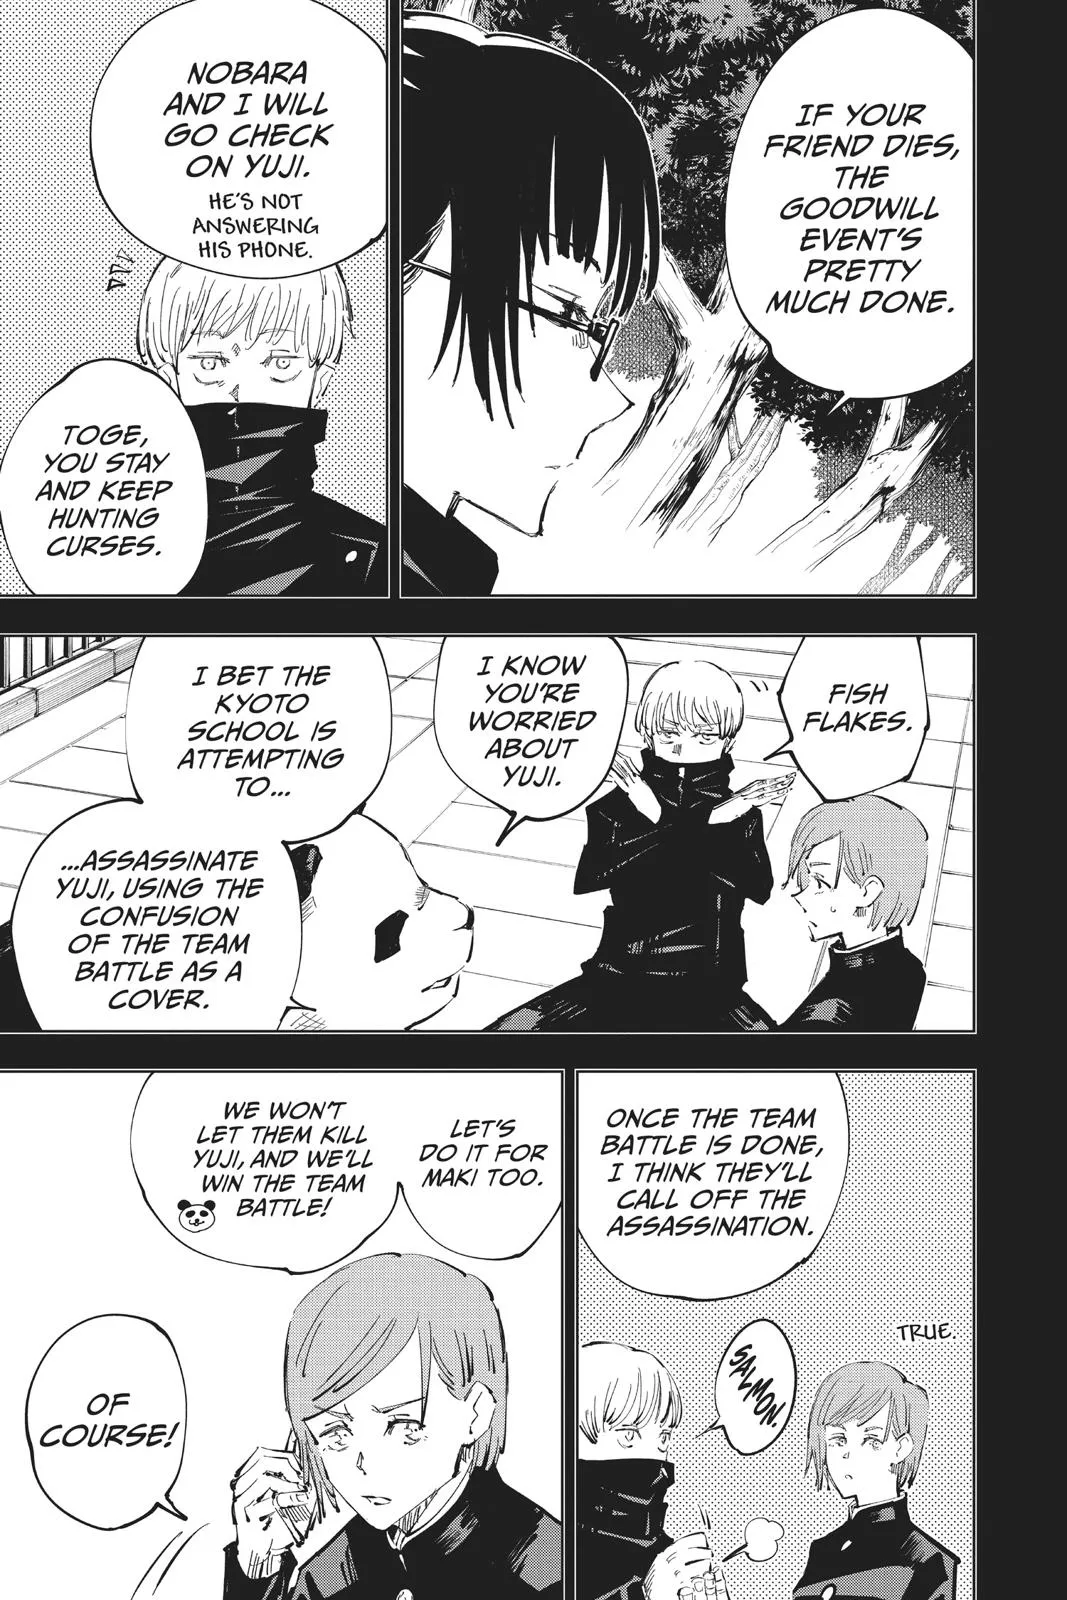 IF YOUR
FRIEND DIES,
THE
GOODWILL
EVENT'S
PRETTY
MUCH DONE.
NOBARA
AND I WILL
GO CHECK
ON YUJI.
HE'S NOT
ANSWERING
HIS PHONE.
TOGE,
YOU STAY
AND KEEP
HUNTING
CURSES.
FISH
FLAKES.
I KNOW
YOU'RE
WORRIED
ABOUT
YUJI.
I BET THE
KYOTO
SCHOOL IS
ATTEMPTING
TO...
...ASSASSINATE
YUJI, USING THE
CONFUSION
OF THE TEAM
BATTLE AS A
COVER.
ONCE THE TEAM
BATTLE IS DONE,
I THINK THEY'LL
CALL OFF THE
ASSASSINATION.
TRUE.
SALMON.
LET'S
DO IT FOR
MAKI TOO.
WE WON'T
LET THEM KILL
YUJI, AND WE'LL
WIN THE TEAM
BATTLE!
OF
COURSE!